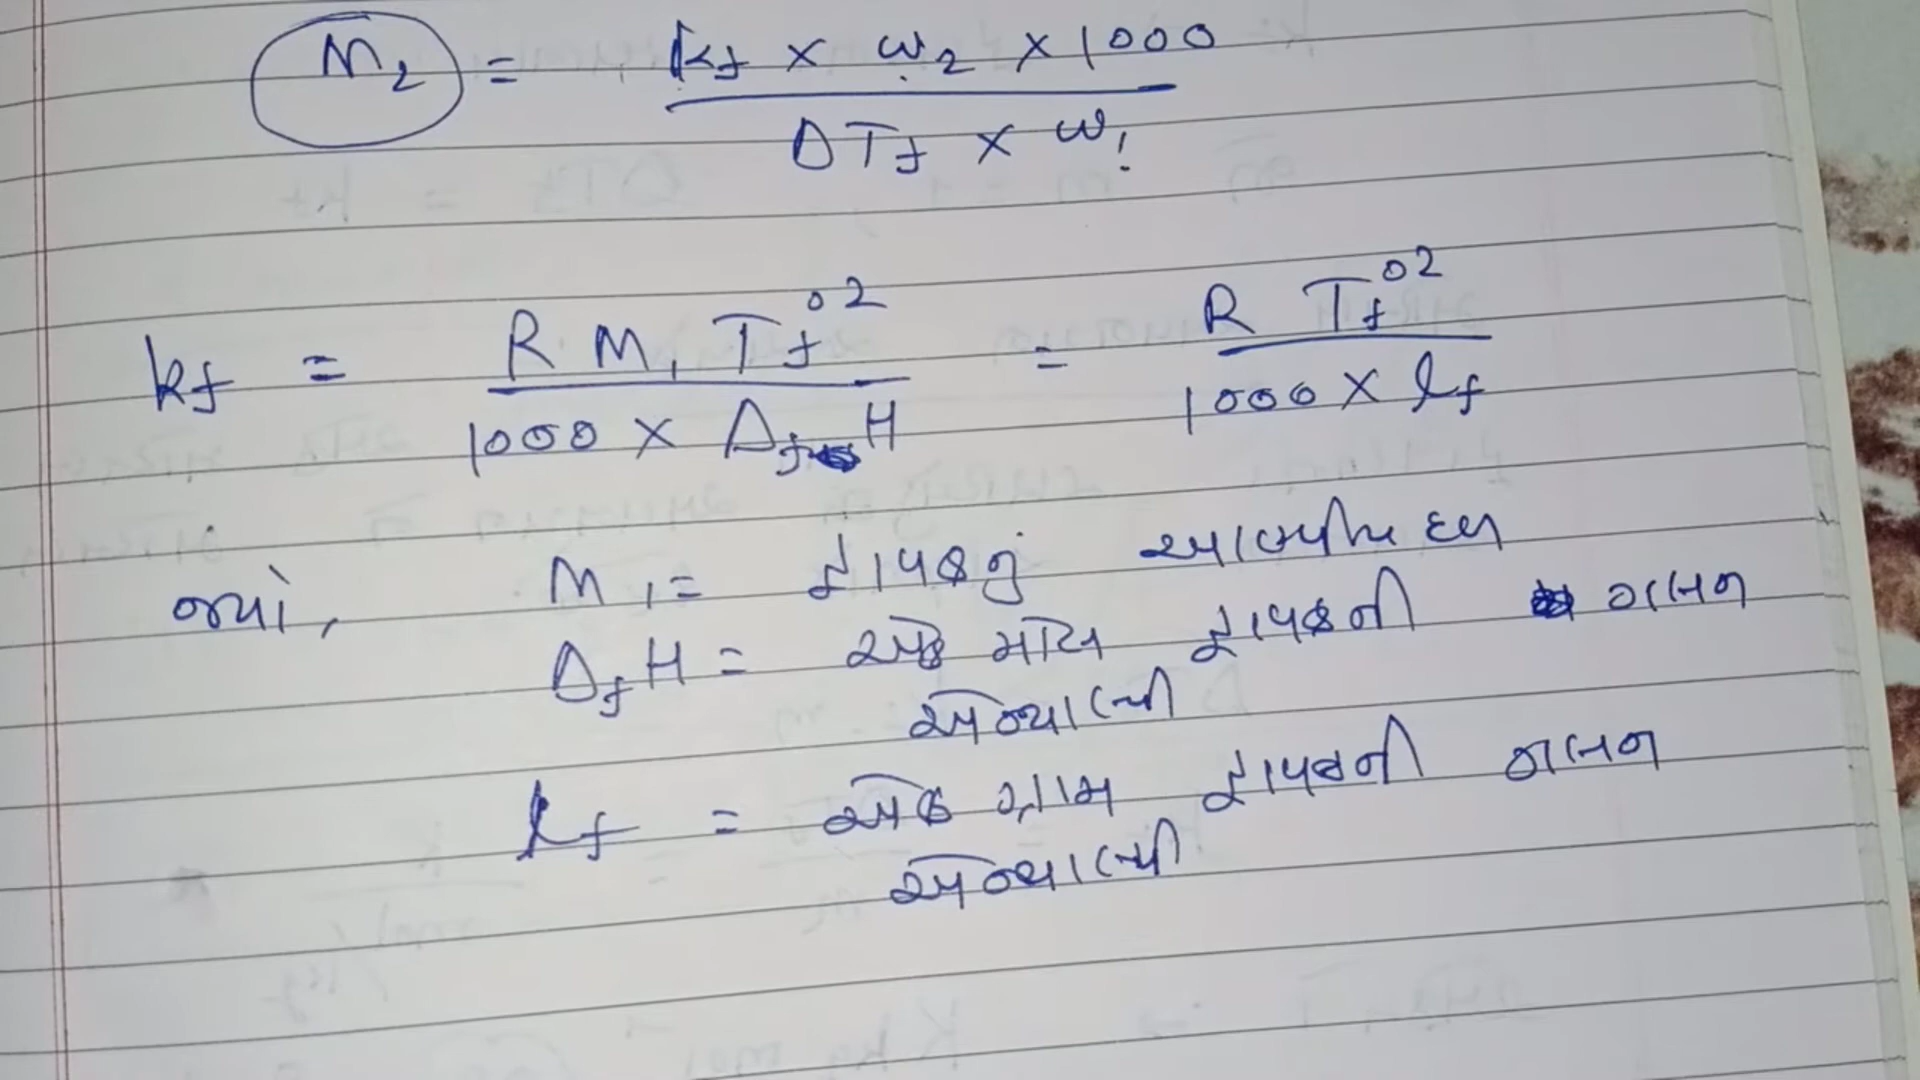 M₂ = kf × w₂ × 1000 / ΔTf × w₁
kf = R M₁ Tf°² / 1000 × ΔfH = R Tf°² / 1000 × lf
જ્યાં, M₁ = દ્રાવકનું આણ્વીય દળ
ΔfH = એક મોલ દ્રાવકની ગલન
એન્થાલ્પી
lf = એક ગ્રામ દ્રાવકની ગલન
એન્થાલ્પી